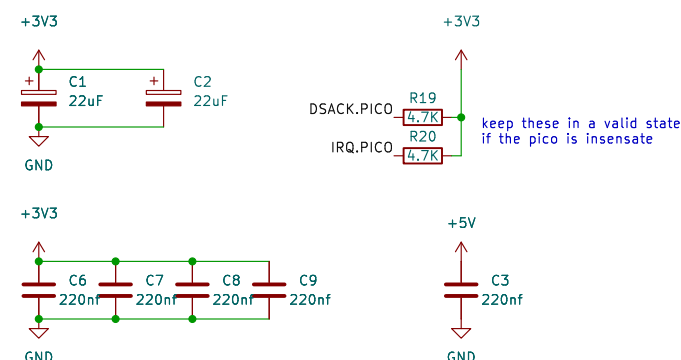 +3V3
+ C1
22uF
+ C2
22uF
GND
+3V3
DSACK.PICO
R19
4.7K
IRQ.PICO
R20
4.7K
keep these in a valid state
if the pico is insensate
+3V3
C6
220nf
C7
220nf
C8
220nf
C9
220nf
GND
+5V
C3
220nf
GND